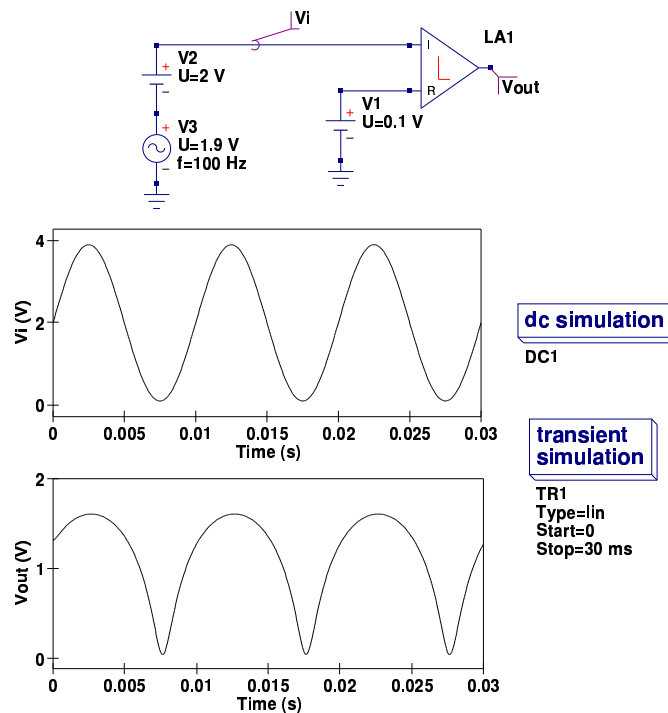 Vi
LA1
V2
U=2 V
I
R
Vout
V1
U=0.1 V
V3
U=1.9 V
f=100 Hz
4
2
0
Vi (V)
0 0.005 0.01 0.015 0.02 0.025 0.03
Time (s)
dc simulation
DC1
transient
simulation
TR1
Type=lin
Start=0
Stop=30 ms
2
1
0
Vout (V)
0 0.005 0.01 0.015 0.02 0.025 0.03
Time (s)